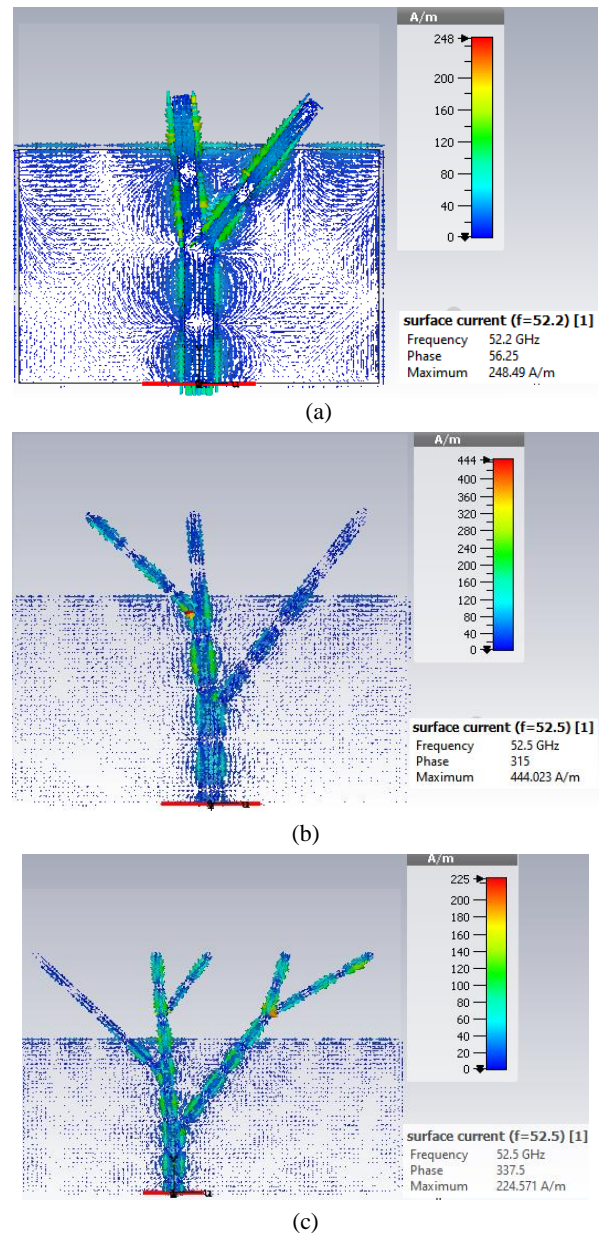 A/m
248
200
160
120
80
40
0
u
surface current (f=52.2) [1]
Frequency 52.2 GHz
Phase 56.25
Maximum 248.49 A/m
(a)
A/m
444
400
360
320
280
240
200
160
120
80
40
0
u
surface current (f=52.5) [1]
Frequency 52.5 GHz
Phase 315
Maximum 444.023 A/m
(b)
A/m
225
200
180
160
140
120
100
80
60
40
20
0
u
surface current (f=52.5) [1]
Frequency 52.5 GHz
Phase 337.5
Maximum 224.571 A/m
(c)